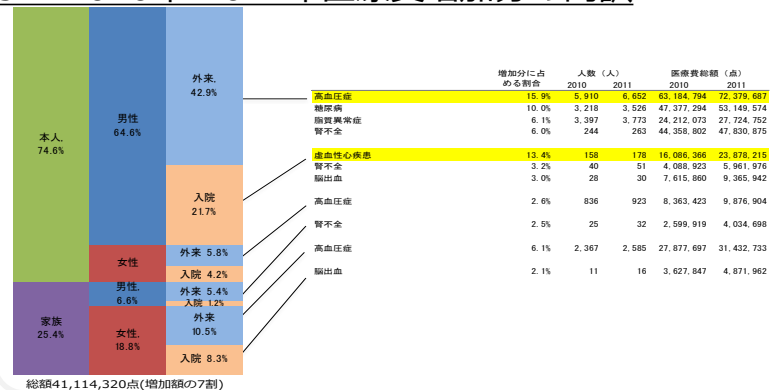 本人,
74.6%
家族
25.4%
男性
64.6%
女性
男性,
6.6%
女性,
18.8%
外来,
42.9%
入院
21.7%
外来 5.8%
入院 4.2%
外来 5.4%
入院 1.2%
外来
10.5%
入院 8.3%
総額41,114,320点(増加額の7割)
増加分に占 人数（人） 医療費総額（点）
める割合 2010 2011 2010 2011
高血圧症 15.9% 5,910 6,652 63,184,794 72,379,687
糖尿病 10.0% 3,218 3,526 47,377,294 53,149,574
脂質異常症 6.1% 3,397 3,773 24,212,073 27,724,752
腎不全 6.0% 244 263 44,358,802 47,830,875
虚血性心疾患 13.4% 158 178 16,086,366 23,878,215
腎不全 3.2% 40 51 4,088,923 5,961,976
脳出血 3.0% 28 30 7,615,860 9,365,942
高血圧症 2.6% 836 923 8,363,423 9,876,904
腎不全 2.5% 25 32 2,599,919 4,034,698
高血圧症 6.1% 2,367 2,585 27,877,697 31,432,733
脳出血 2.1% 11 16 3,627,847 4,871,962